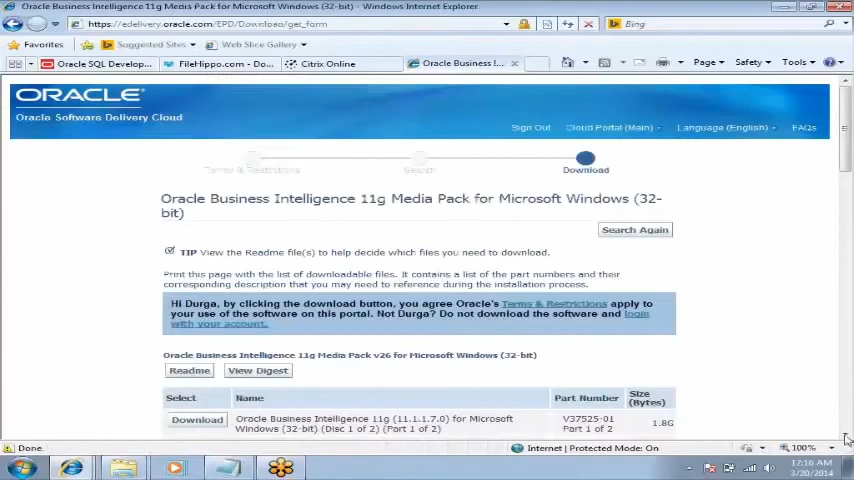 Oracle Business Intelligence 11g Media Pack for Microsoft Windows (32-bit) - Windows Internet Explorer
https://edelivery.oracle.com/EPD/Download/get_form
Bing
Favorites Suggested Sites Web Slice Gallery
Oracle SQL Develop... FileHippo.com - Do... Citrix Online Oracle Business I... Page Safety Tools
ORACLE
Oracle Software Delivery Cloud
Sign Out Cloud Portal (Main) Language (English) FAQs
Terms & Restrictions Search Download
Oracle Business Intelligence 11g Media Pack for Microsoft Windows (32-
bit)
Search Again
TIP View the Readme file(s) to help decide which files you need to download.
Print this page with the list of downloadable files. It contains a list of the part numbers and their
corresponding description that you may need to reference during the installation process.
Hi Durga, by clicking the download button, you agree Oracle's Terms & Restrictions apply to
your use of the software on this portal. Not Durga? Do not download the software and login
with your account.
Oracle Business Intelligence 11g Media Pack v26 for Microsoft Windows (32-bit)
Readme View Digest
Select Name Part Number Size
(Bytes)
Download Oracle Business Intelligence 11g (11.1.1.7.0) for Microsoft
Windows (32-bit) (Disc 1 of 2) (Part 1 of 2) V37525-01
Part 1 of 2 1.8G
Done Internet | Protected Mode: On 100%
12:16 AM
3/20/2014